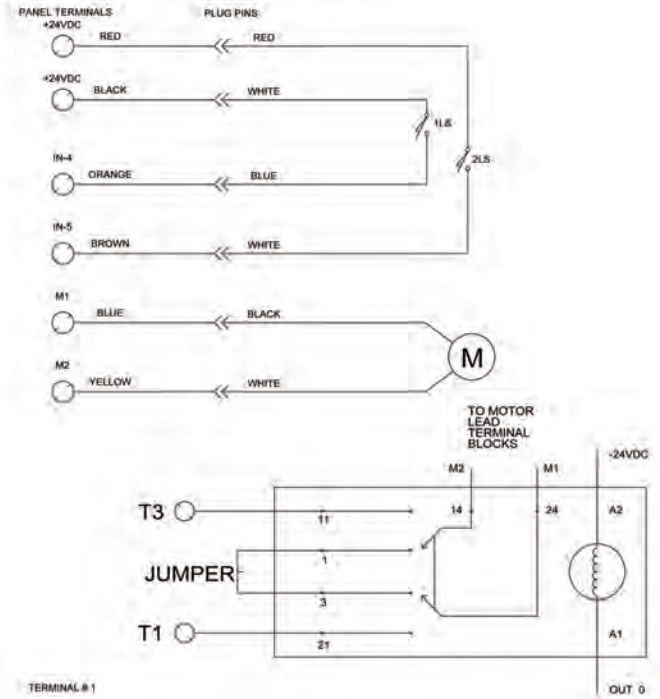 PANEL TERMINALS PLUG PINS
+24VDC
RED RED
+24VDC
BLACK WHITE
1LS
2LS
IN-4
ORANGE BLUE
IN-5
BROWN WHITE
M1
BLUE BLACK
M
M2
YELLOW WHITE
TO MOTOR
LEAD
TERMINAL
BLOCKS
-24VDC
M2 M1
T3 11 14 24 A2
1
JUMPER
3
T1 21 A1
TERMINAL # 1
OUT 0